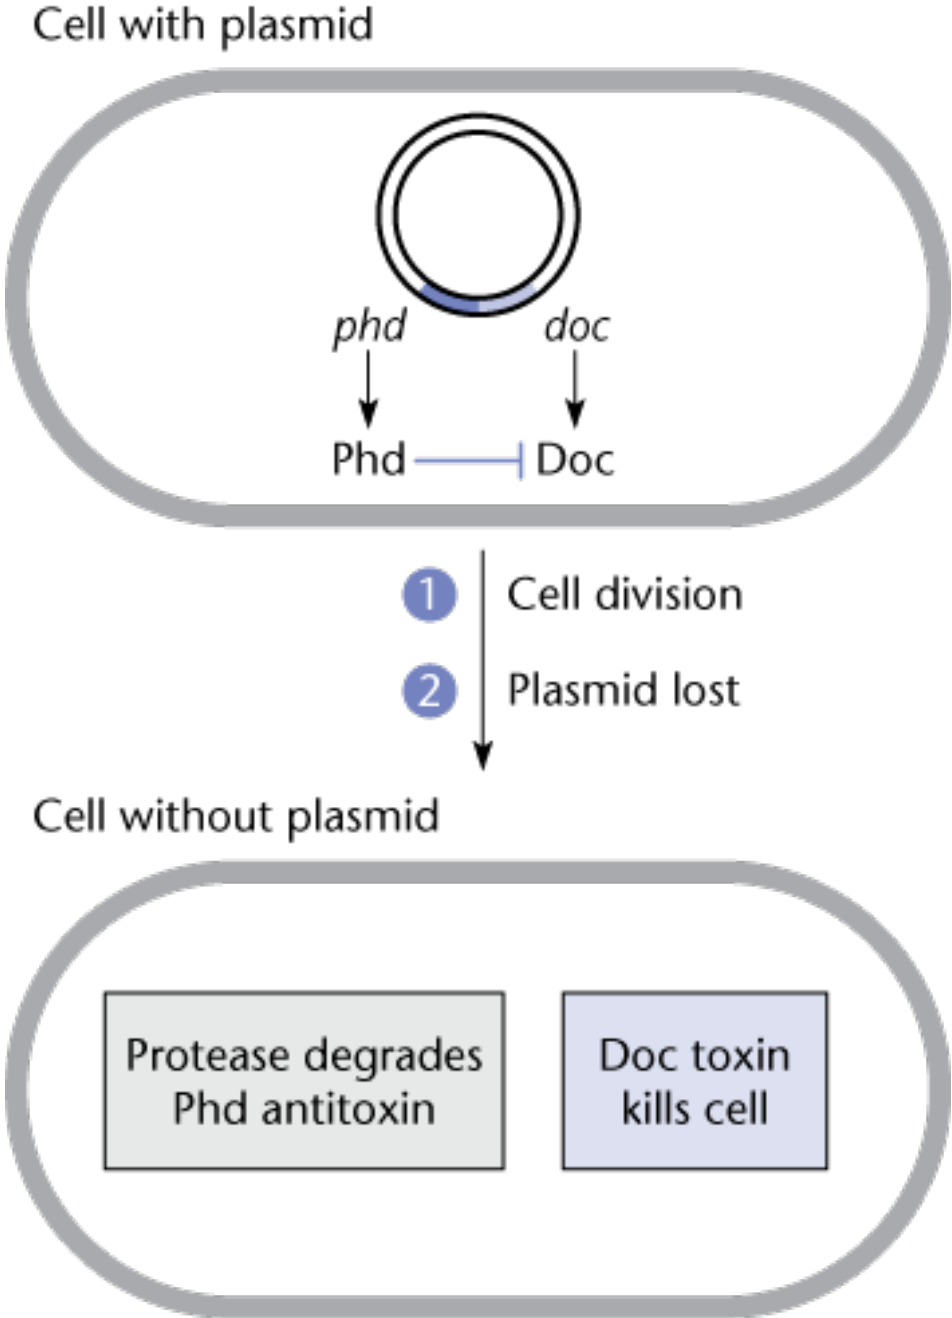 Cell with plasmid
phd doc
Phd Doc
1 Cell division
2 Plasmid lost
Cell without plasmid
Protease degrades
Phd antitoxin
Doc toxin
kills cell